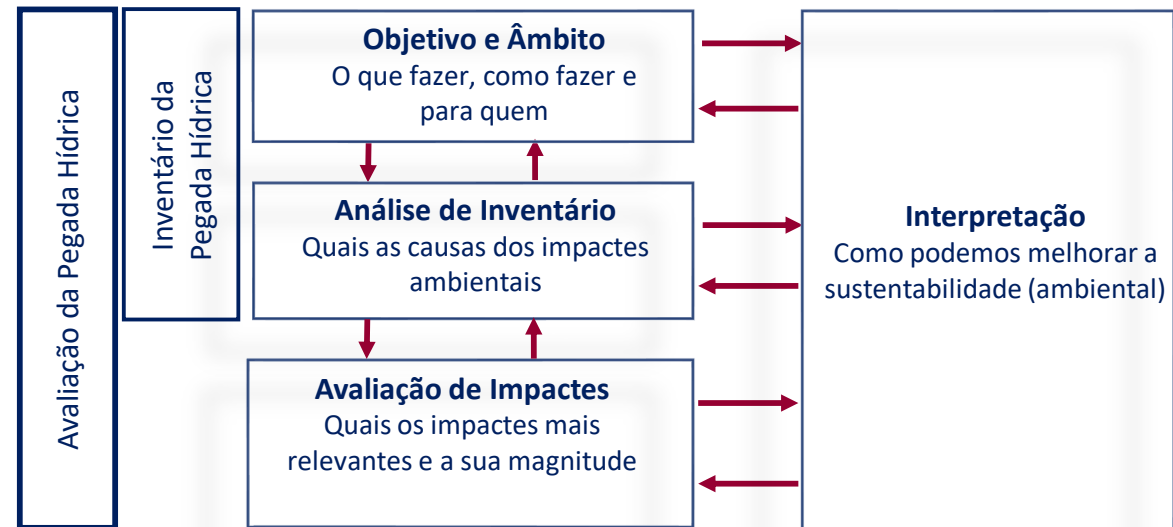 Avaliação da Pegada Hídrica
Inventário da
Pegada Hídrica
Objetivo e Âmbito
O que fazer, como fazer e
para quem
Análise de Inventário
Quais as causas dos impactes
ambientais
Avaliação de Impactes
Quais os impactes mais
relevantes e a sua magnitude
Interpretação
Como podemos melhorar a
sustentabilidade (ambiental)